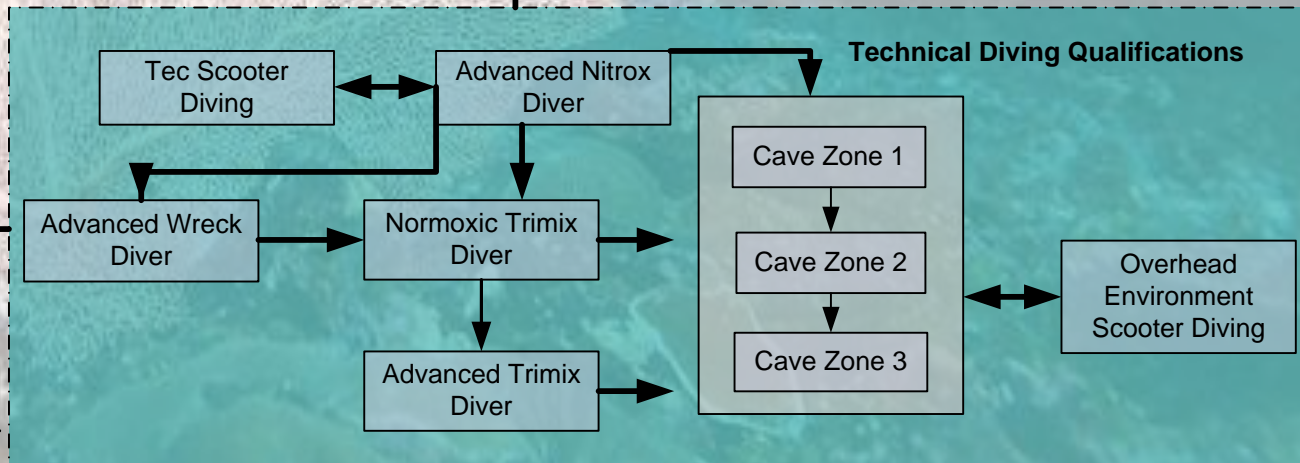 Technical Diving Qualifications
Tec Scooter
Diving
Advanced Nitrox
Diver
Cave Zone 1
Advanced Wreck
Diver
Normoxic Trimix
Diver
Cave Zone 2
Overhead
Environment
Scooter Diving
Advanced Trimix
Diver
Cave Zone 3